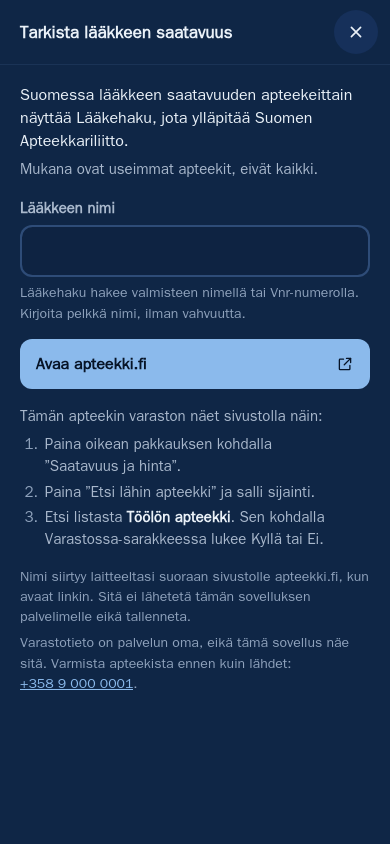 Tarkista lääkkeen saatavuus
Suomessa lääkkeen saatavuuden apteekeittain
näyttää Lääkehaku, jota ylläpitää Suomen
Apteekkariliitto.
Mukana ovat useimmat apteekit, eivät kaikki.
Lääkkeen nimi
Lääkehaku hakee valmisteen nimellä tai Vnr-numerolla.
Kirjoita pelkkä nimi, ilman vahvuutta.
Avaa apteekki.fi
Tämän apteekin varaston näet sivustolla näin:
1. Paina oikean pakkauksen kohdalla
”Saatavuus ja hinta”.
2. Paina ”Etsi lähin apteekki” ja salli sijainti.
3. Etsi listasta Töölön apteekki. Sen kohdalla
Varastossa-sarakkeessa lukee Kyllä tai Ei.
Nimi siirtyy laitteeltasi suoraan sivustolle apteekki.fi, kun
avaat linkin. Sitä ei lähetetä tämän sovelluksen
palvelimelle eikä tallenneta.
Varastotieto on palvelun oma, eikä tämä sovellus näe
sitä. Varmista apteekista ennen kuin lähdet:
+358 9 000 0001.